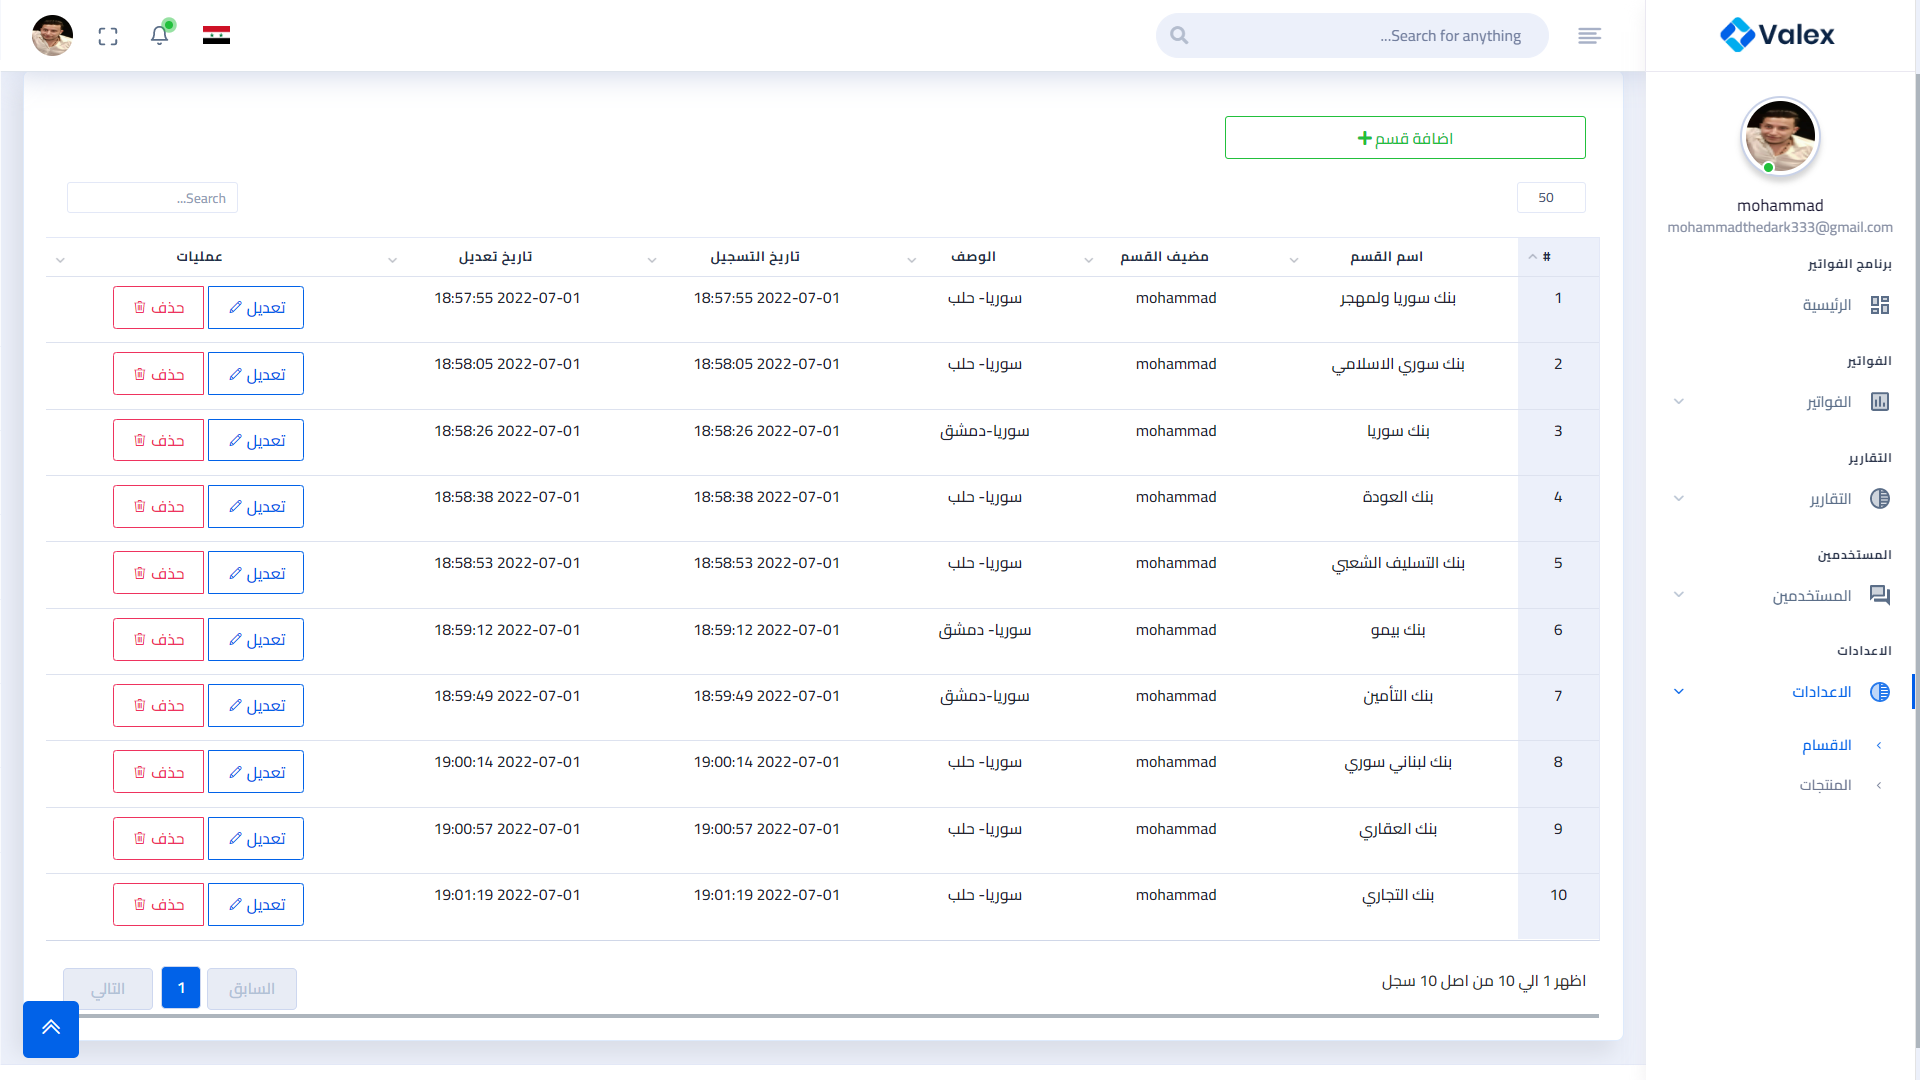 Valex
Search for anything...
mohammad
mohammadthedark333@gmail.com
برنامج الفواتير
الرئيسية
الفواتير
الفواتير
التقارير
التقارير
المستخدمين
المستخدمين
الاعدادات
الاعدادات
الاقسام
المنتجات
اضافة قسم
50
Search...
# اسم القسم مضيف القسم الوصف تاريخ التسجيل تاريخ تعديل عمليات
1 بنك سوريا ولمهجر mohammad سوريا- حلب 2022-07-01 18:57:55 2022-07-01 18:57:55 تعديل حذف
2 بنك سوري الاسلامي mohammad سوريا- حلب 2022-07-01 18:58:05 2022-07-01 18:58:05 تعديل حذف
3 بنك سوريا mohammad سوريا-دمشق 2022-07-01 18:58:26 2022-07-01 18:58:26 تعديل حذف
4 بنك العودة mohammad سوريا- حلب 2022-07-01 18:58:38 2022-07-01 18:58:38 تعديل حذف
5 بنك التسليف الشعبي mohammad سوريا- حلب 2022-07-01 18:58:53 2022-07-01 18:58:53 تعديل حذف
6 بنك بيمو mohammad سوريا- دمشق 2022-07-01 18:59:12 2022-07-01 18:59:12 تعديل حذف
7 بنك التأمين mohammad سوريا-دمشق 2022-07-01 18:59:49 2022-07-01 18:59:49 تعديل حذف
8 بنك لبناني سوري mohammad سوريا- حلب 2022-07-01 19:00:14 2022-07-01 19:00:14 تعديل حذف
9 بنك العقاري mohammad سوريا- حلب 2022-07-01 19:00:57 2022-07-01 19:00:57 تعديل حذف
10 بنك التجاري mohammad سوريا- حلب 2022-07-01 19:01:19 2022-07-01 19:01:19 تعديل حذف
اظهر 1 الي 10 من اصل 10 سجل
السابق 1 التالي